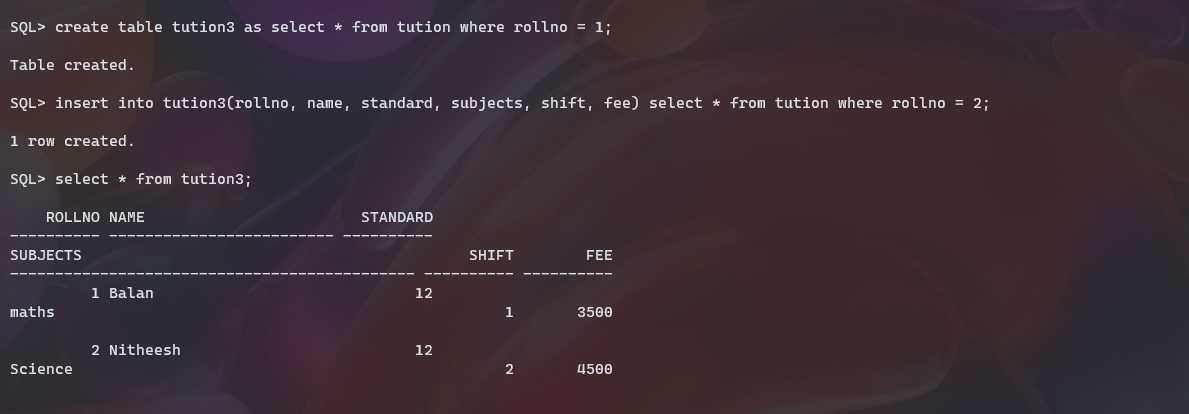 SQL> create table tution3 as select * from tution where rollno = 1;
Table created.
SQL> insert into tution3(rollno, name, standard, subjects, shift, fee) select * from tution where rollno = 2;
1 row created.
SQL> select * from tution3;
    ROLLNO NAME                        STANDARD
---------- ------------------------- ----------
SUBJECTS                                           SHIFT        FEE
--------------------------------------------- ---------- ----------
         1 Balan                             12
maths                                                  1       3500
         2 Nitheesh                          12
Science                                                2       4500